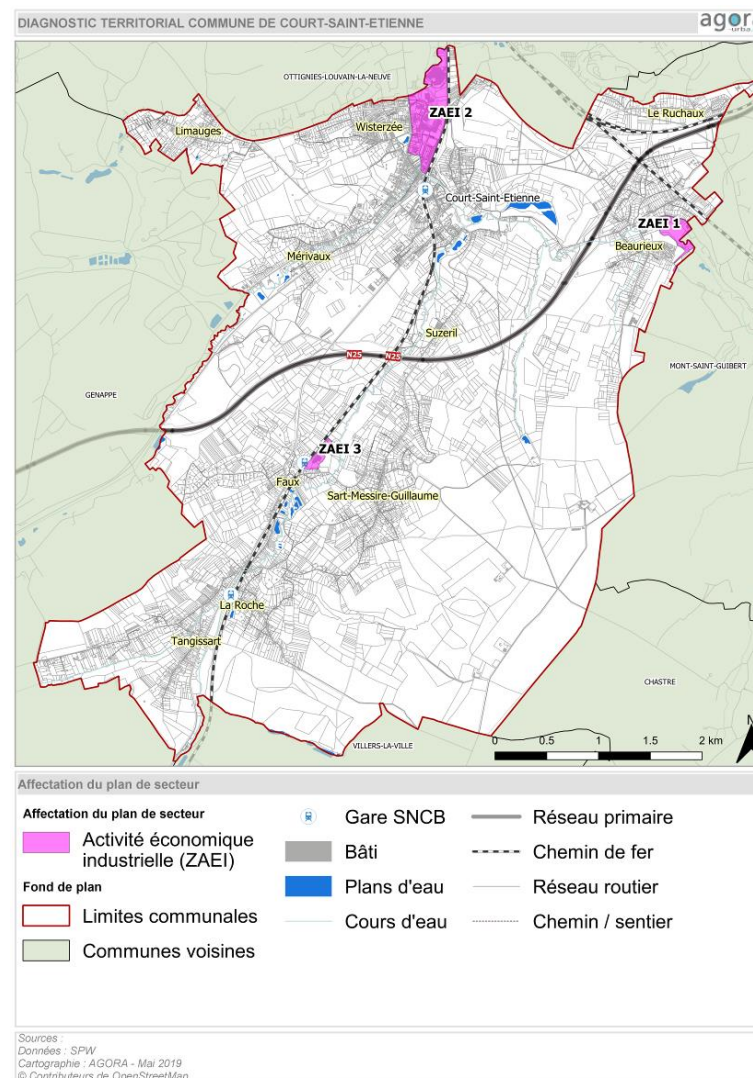 DIAGNOSTIC TERRITORIAL COMMUNE DE COURT-SAINT-ETIENNE
agora
OTTIGNIES-LOUVAIN-LA-NEUVE
Le Ruchaux
ZAEI 2
Limauges
Wisterzée
Court-Saint-Etienne
ZAEI 1
Beaurieux
Mérivaux
Suzeril
N25
N25
MONT-SAINT-GUIBERT
GENAPPE
ZAEI 3
Faux
Sart-Messire-Guillaume
La Roche
Tangissart
CHASTRE
N
VILLERS-LA-VILLE
0 0.5 1 1.5 2 km
Affectation du plan de secteur
Affectation du plan de secteur
Activité économique
industrielle (ZAEI)
Fond de plan
Limites communales
Communes voisines
Gare SNCB
Bâti
Plans d'eau
Cours d'eau
Réseau primaire
Chemin de fer
Réseau routier
Chemin / sentier
Sources :
Données : SPW
Cartographie : AGORA - Mai 2019
© Contributeurs de OpenStreetMap